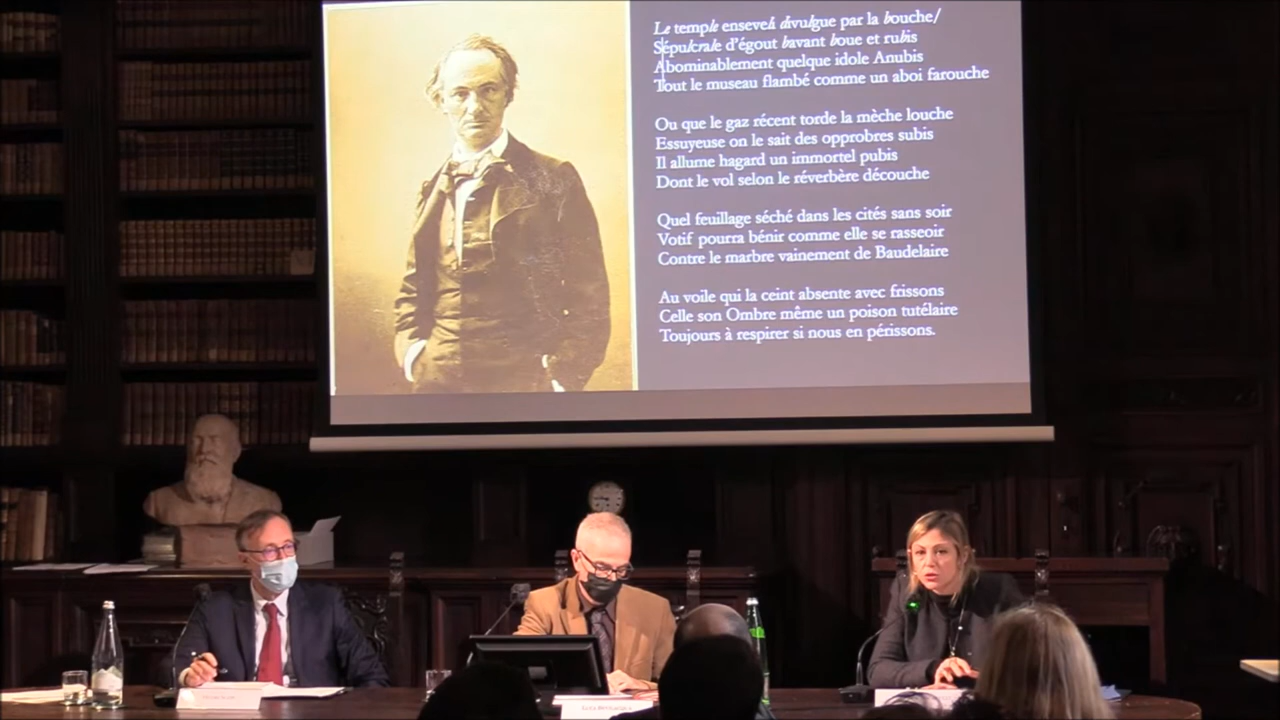 Le temple enseveli divulgue par la bouche/
Sépulcrale d'égout bavant boue et rubis
Abominablement quelque idole Anubis
Tout le museau flambé comme un aboi farouche
Ou que le gaz récent torde la mèche louche
Essuyeuse on le sait des opprobres subis
Il allume hagard un immortel pubis
Dont le vol selon le réverbère découche
Quel feuillage séché dans les cités sans soir
Votif pourra bénir comme elle se rasseoir
Contre le marbre vainement de Baudelaire
Au voile qui la ceint absente avec frissons
Celle son Ombre même un poison tutélaire
Toujours à respirer si nous en périssons.